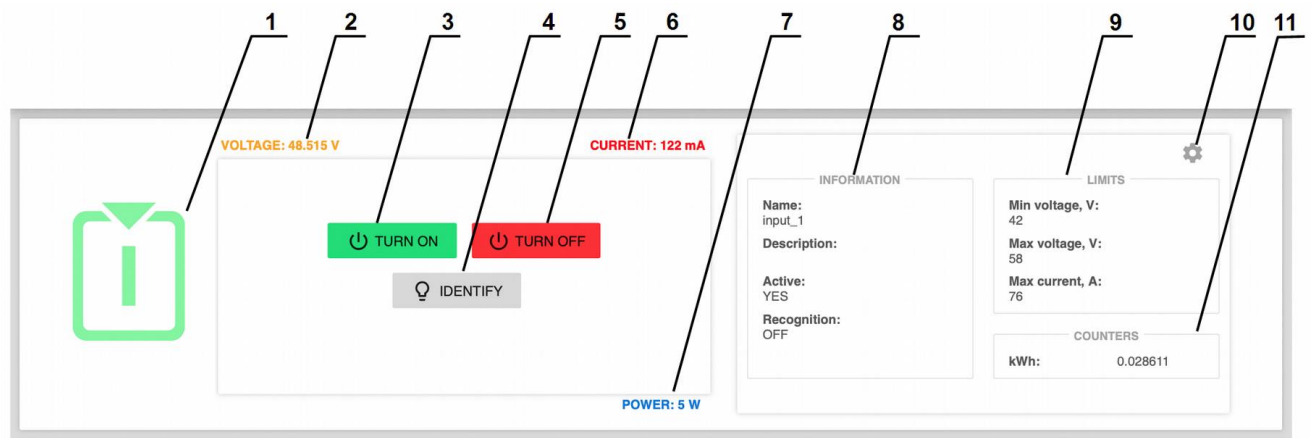 1 2 3 4 5 6 7 8 9 10 11
VOLTAGE: 48.515 V
CURRENT: 122 mA
TURN ON
TURN OFF
IDENTIFY
POWER: 5 W
INFORMATION
Name:
input_1
Description:
Active:
YES
Recognition:
OFF
LIMITS
Min voltage, V:
42
Max voltage, V:
58
Max current, A:
76
COUNTERS
kWh: 0.028611